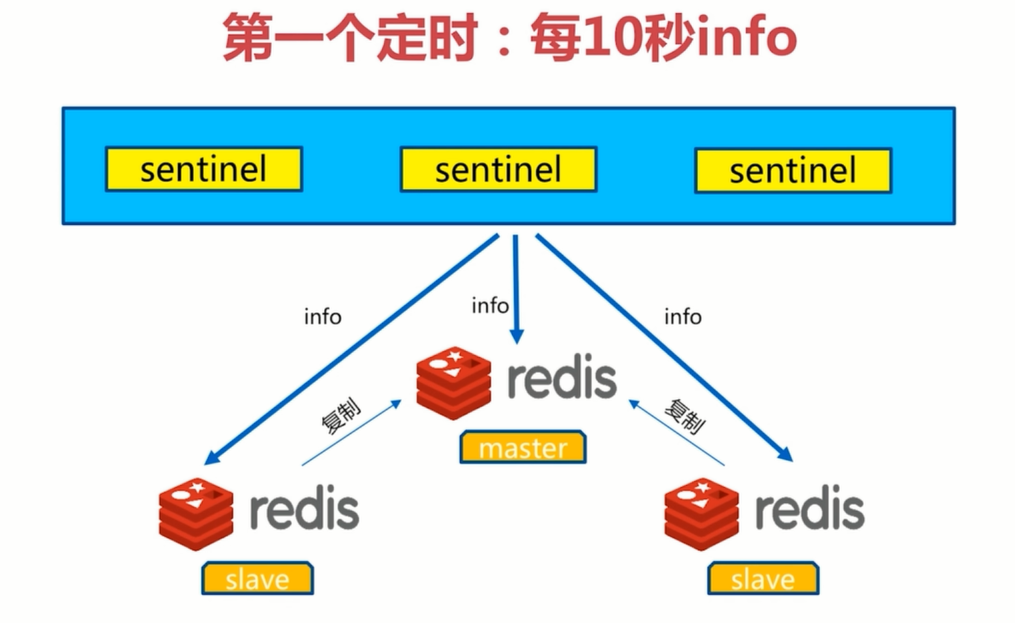 第一个定时：每10秒info
sentinel
sentinel
sentinel
info
info
info
redis
复制
复制
master
redis
redis
slave
slave